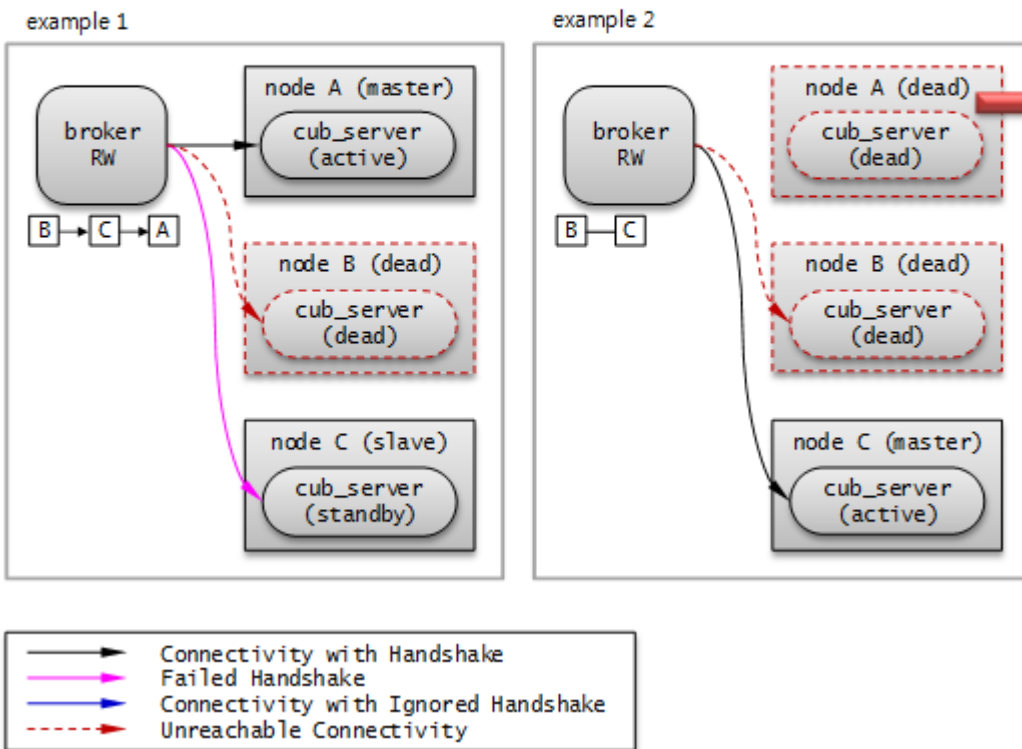 example 1
broker
RW
B C A
node A (master)
cub_server
(active)
node B (dead)
cub_server
(dead)
node C (slave)
cub_server
(standby)
example 2
broker
RW
B C
node A (dead)
cub_server
(dead)
node B (dead)
cub_server
(dead)
node C (master)
cub_server
(active)
Connectivity with Handshake
Failed Handshake
Connectivity with Ignored Handshake
Unreachable Connectivity